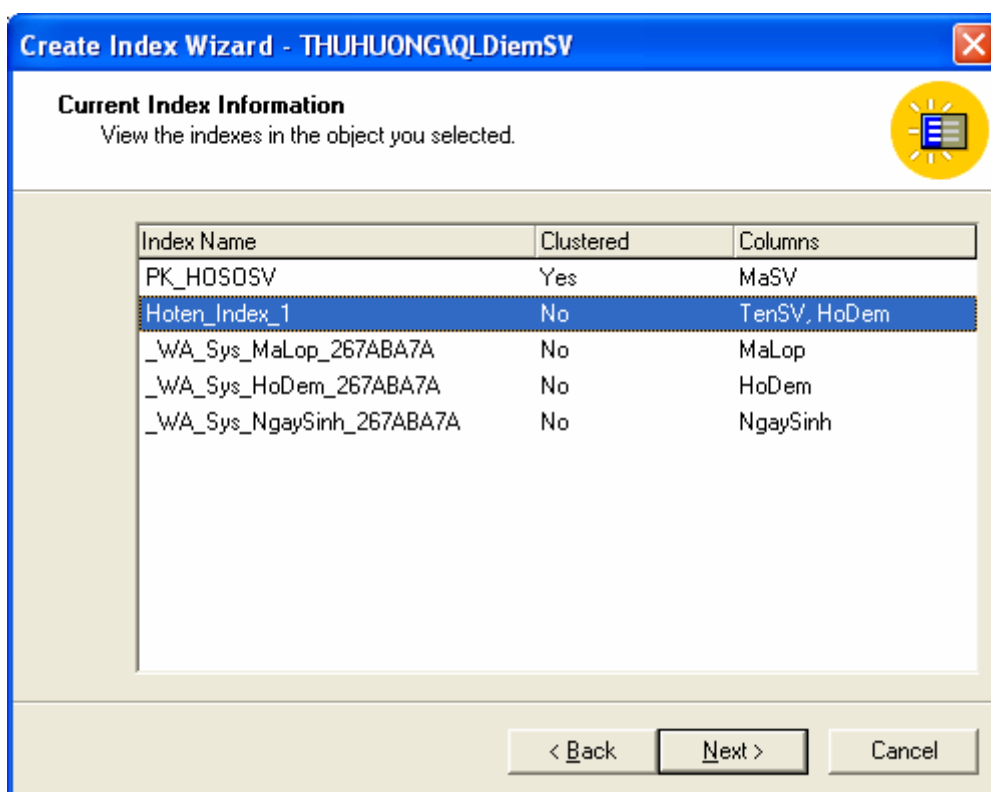 Create Index Wizard - THUHUONG\QLDiemSV
Current Index Information
View the indexes in the object you selected.
Index Name Clustered Columns
PK_HOSOSV Yes MaSV
Hoten_Index_1 No TenSV, HoDem
_WA_Sys_MaLop_267ABA7A No MaLop
_WA_Sys_HoDem_267ABA7A No HoDem
_WA_Sys_NgaySinh_267ABA7A No NgaySinh
< Back Next > Cancel